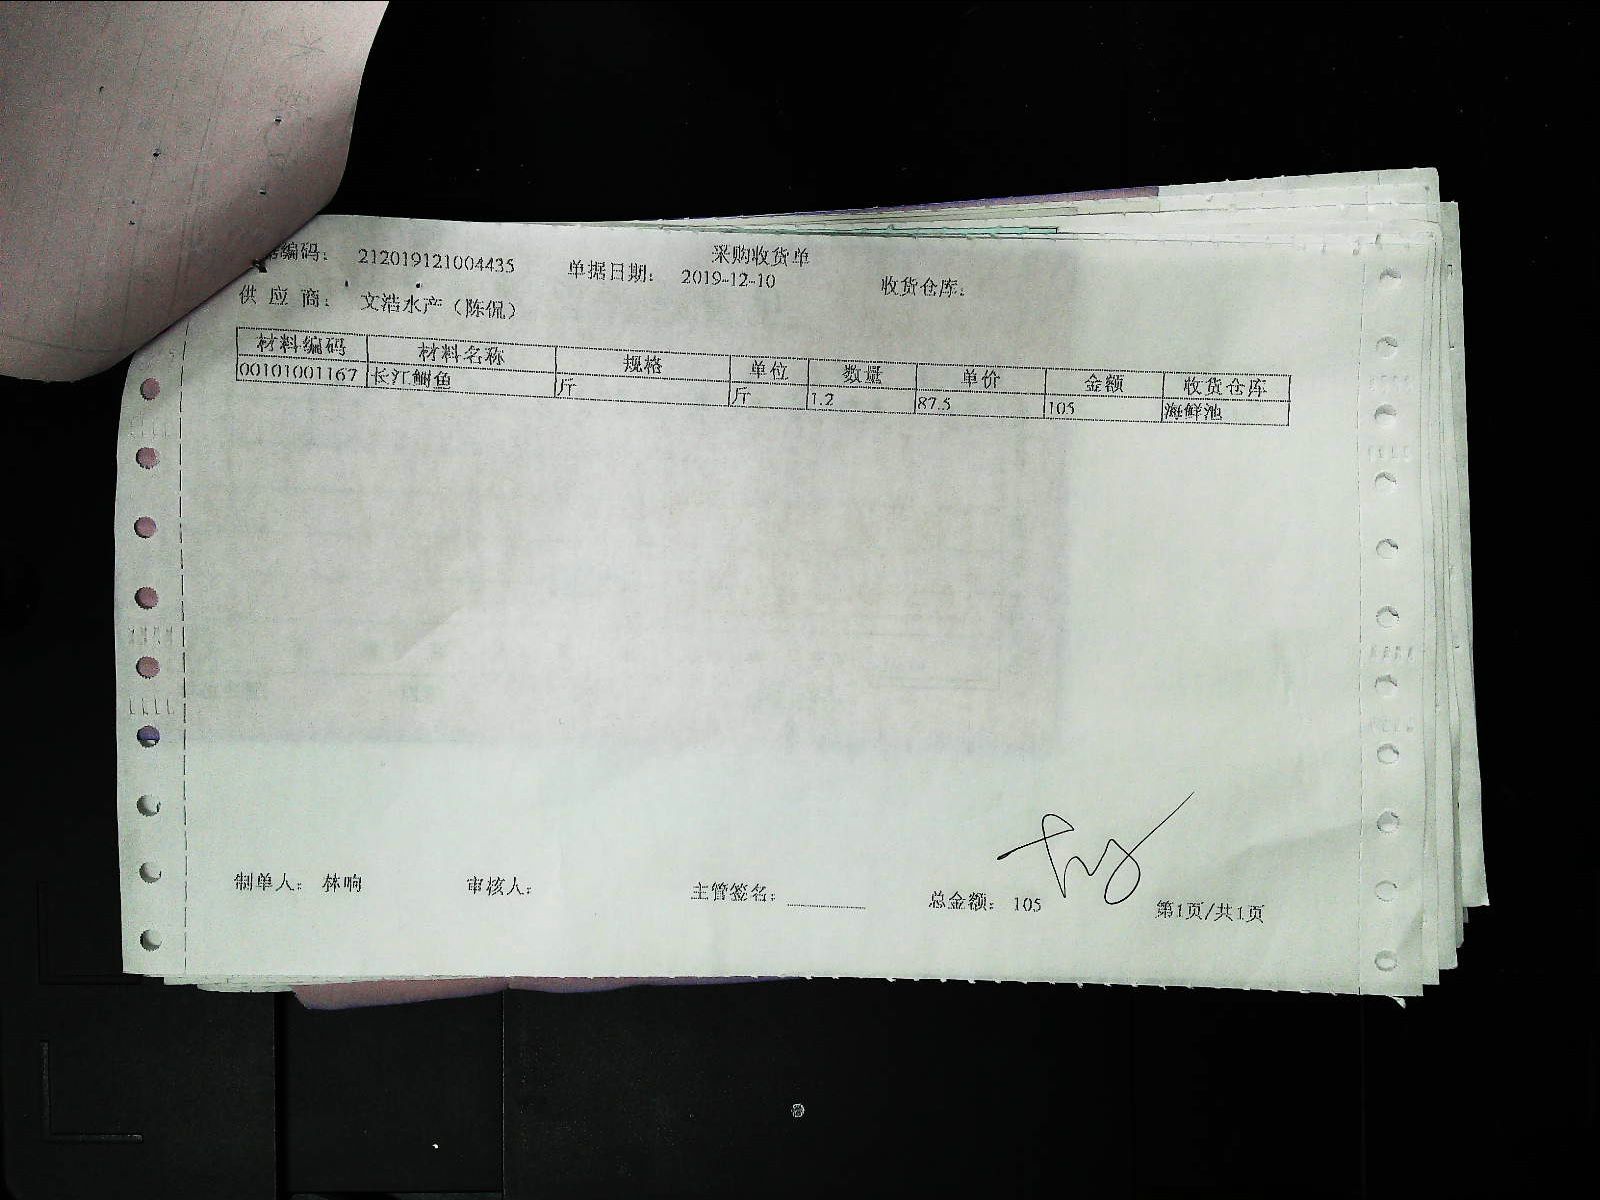 采购收货单
编码： 212019121004435 单据日期： 2019-12-10 收货仓库：
供 应 商： 文浩水产（陈侃）
材料编码 材料名称 规格 单位 数量 单价 金额 收货仓库
00101001167 长江鲥鱼 斤 斤 1.2 87.5 105 海鲜池
制单人： 林响 审核人： 主管签名： 总金额： 105 第1页/共1页